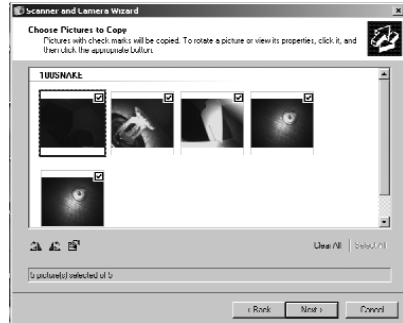 Scanner and Camera Wizard
Choose Pictures to Copy
Pictures with check marks will be copied. To rotate a picture or view its properties, click it, and
then click the appropriate button.
100SNAKE
Clear All
Select All
5 picture(s) selected of 5
< Back
Next >
Cancel